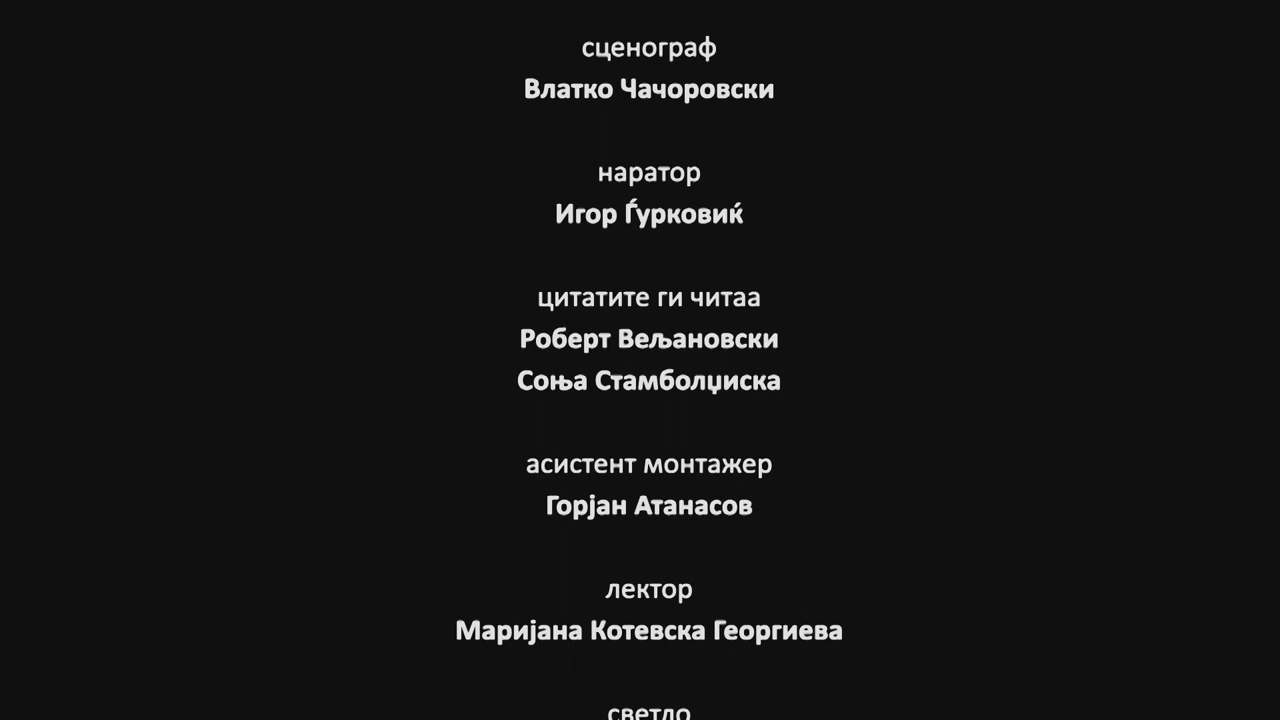 сценограф
Влатко Чачоровски
наратор
Игор Ѓурковиќ
цитатите ги читаа
Роберт Вељановски
Соња Стамболџиска
асистент монтажер
Горјан Атанасов
лектор
Маријана Котевска Георгиева
светло